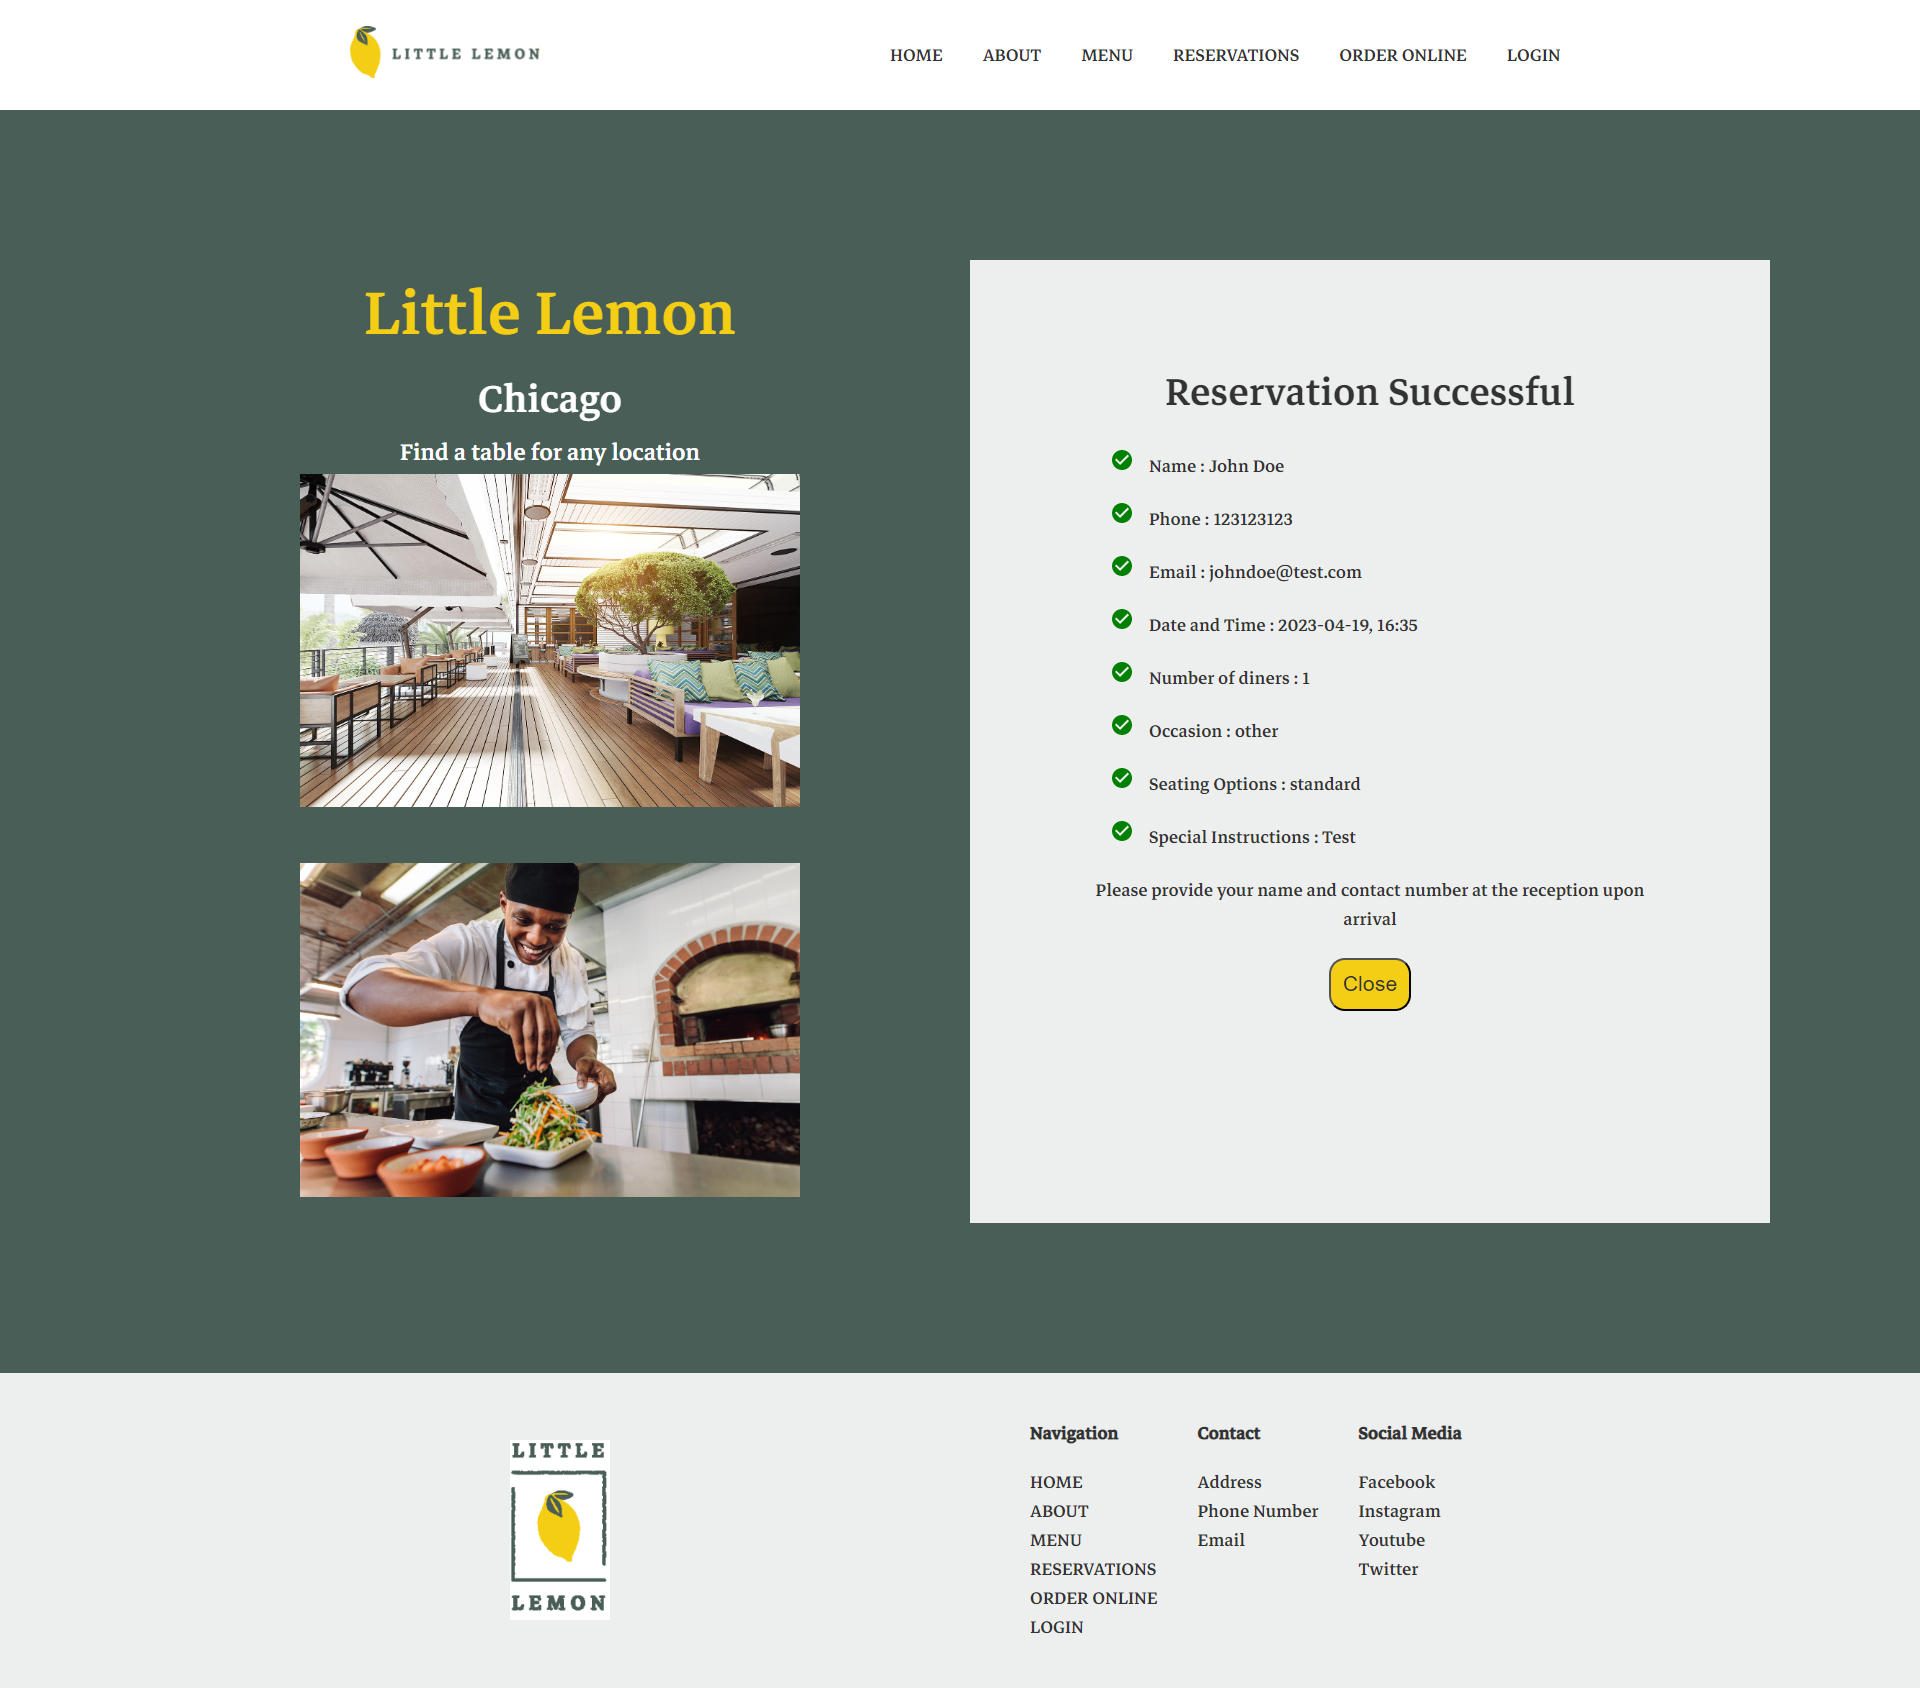 LITTLE LEMON
HOME ABOUT MENU RESERVATIONS ORDER ONLINE LOGIN
Little Lemon
Chicago
Find a table for any location
Reservation Successful
Name : John Doe
Phone : 123123123
Email : johndoe@test.com
Date and Time : 2023-04-19, 16:35
Number of diners : 1
Occasion : other
Seating Options : standard
Special Instructions : Test
Please provide your name and contact number at the reception upon
arrival
Close
LITTLE
LEMON
Navigation
HOME
ABOUT
MENU
RESERVATIONS
ORDER ONLINE
LOGIN
Contact
Address
Phone Number
Email
Social Media
Facebook
Instagram
Youtube
Twitter